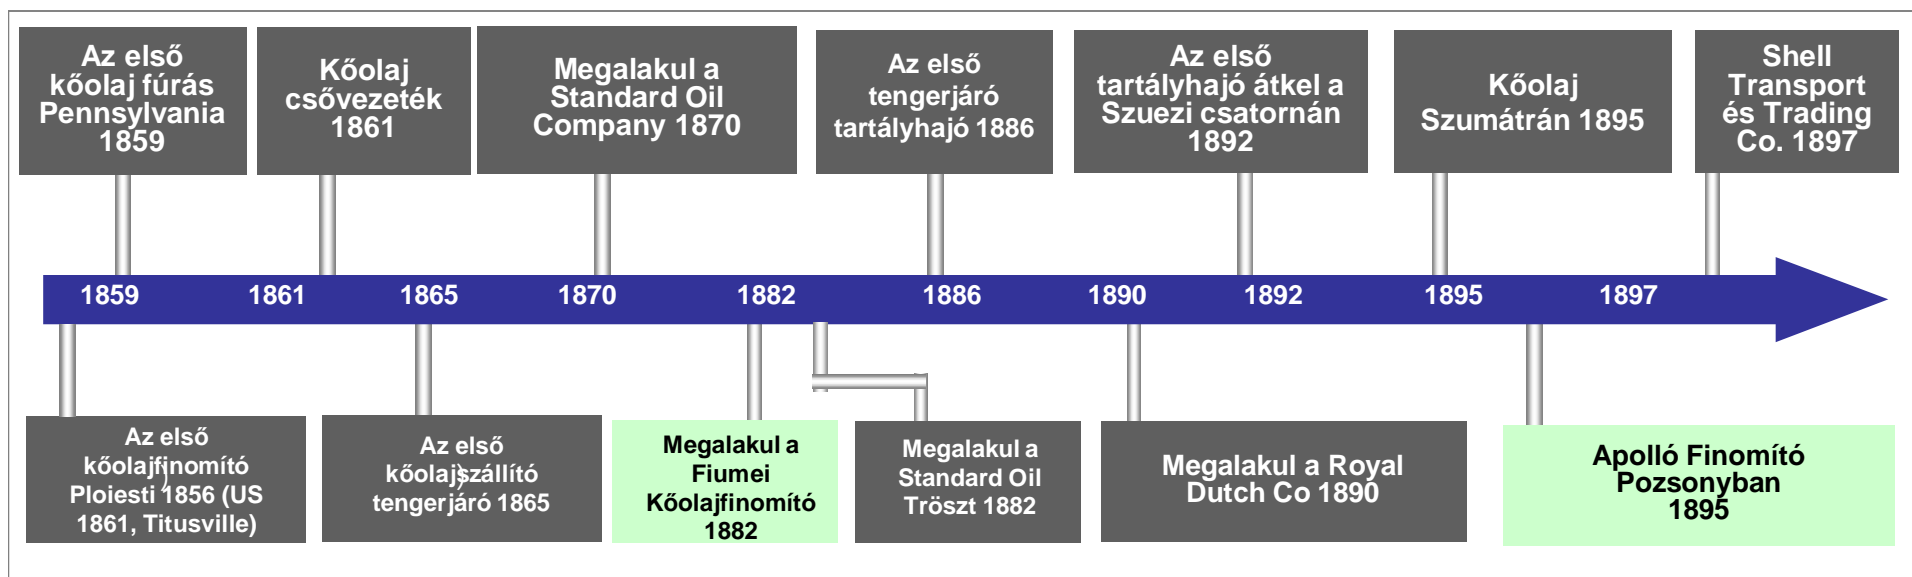 Az első
kőolaj fúrás
Pennsylvania
1859
Kőolaj
csővezeték
1861
Megalakul a
Standard Oil
Company 1870
Az első
tengerjáró
tartályhajó 1886
Az első
tartályhajó átkel a
Szuezi csatornán
1892
Kőolaj
Szumátrán 1895
Shell
Transport
és Trading
Co. 1897
1859 1861 1865 1870 1882 1886 1890 1892 1895 1897
Az első
kőolajfinomító
Ploiesti 1856 (US
1861, Titusville)
Az első
kőolajszállító
tengerjáró 1865
Megalakul a
Fiumei
Kőolajfinomító
1882
Megalakul a
Standard Oil
Tröszt 1882
Megalakul a Royal
Dutch Co 1890
Apolló Finomító
Pozsonyban
1895